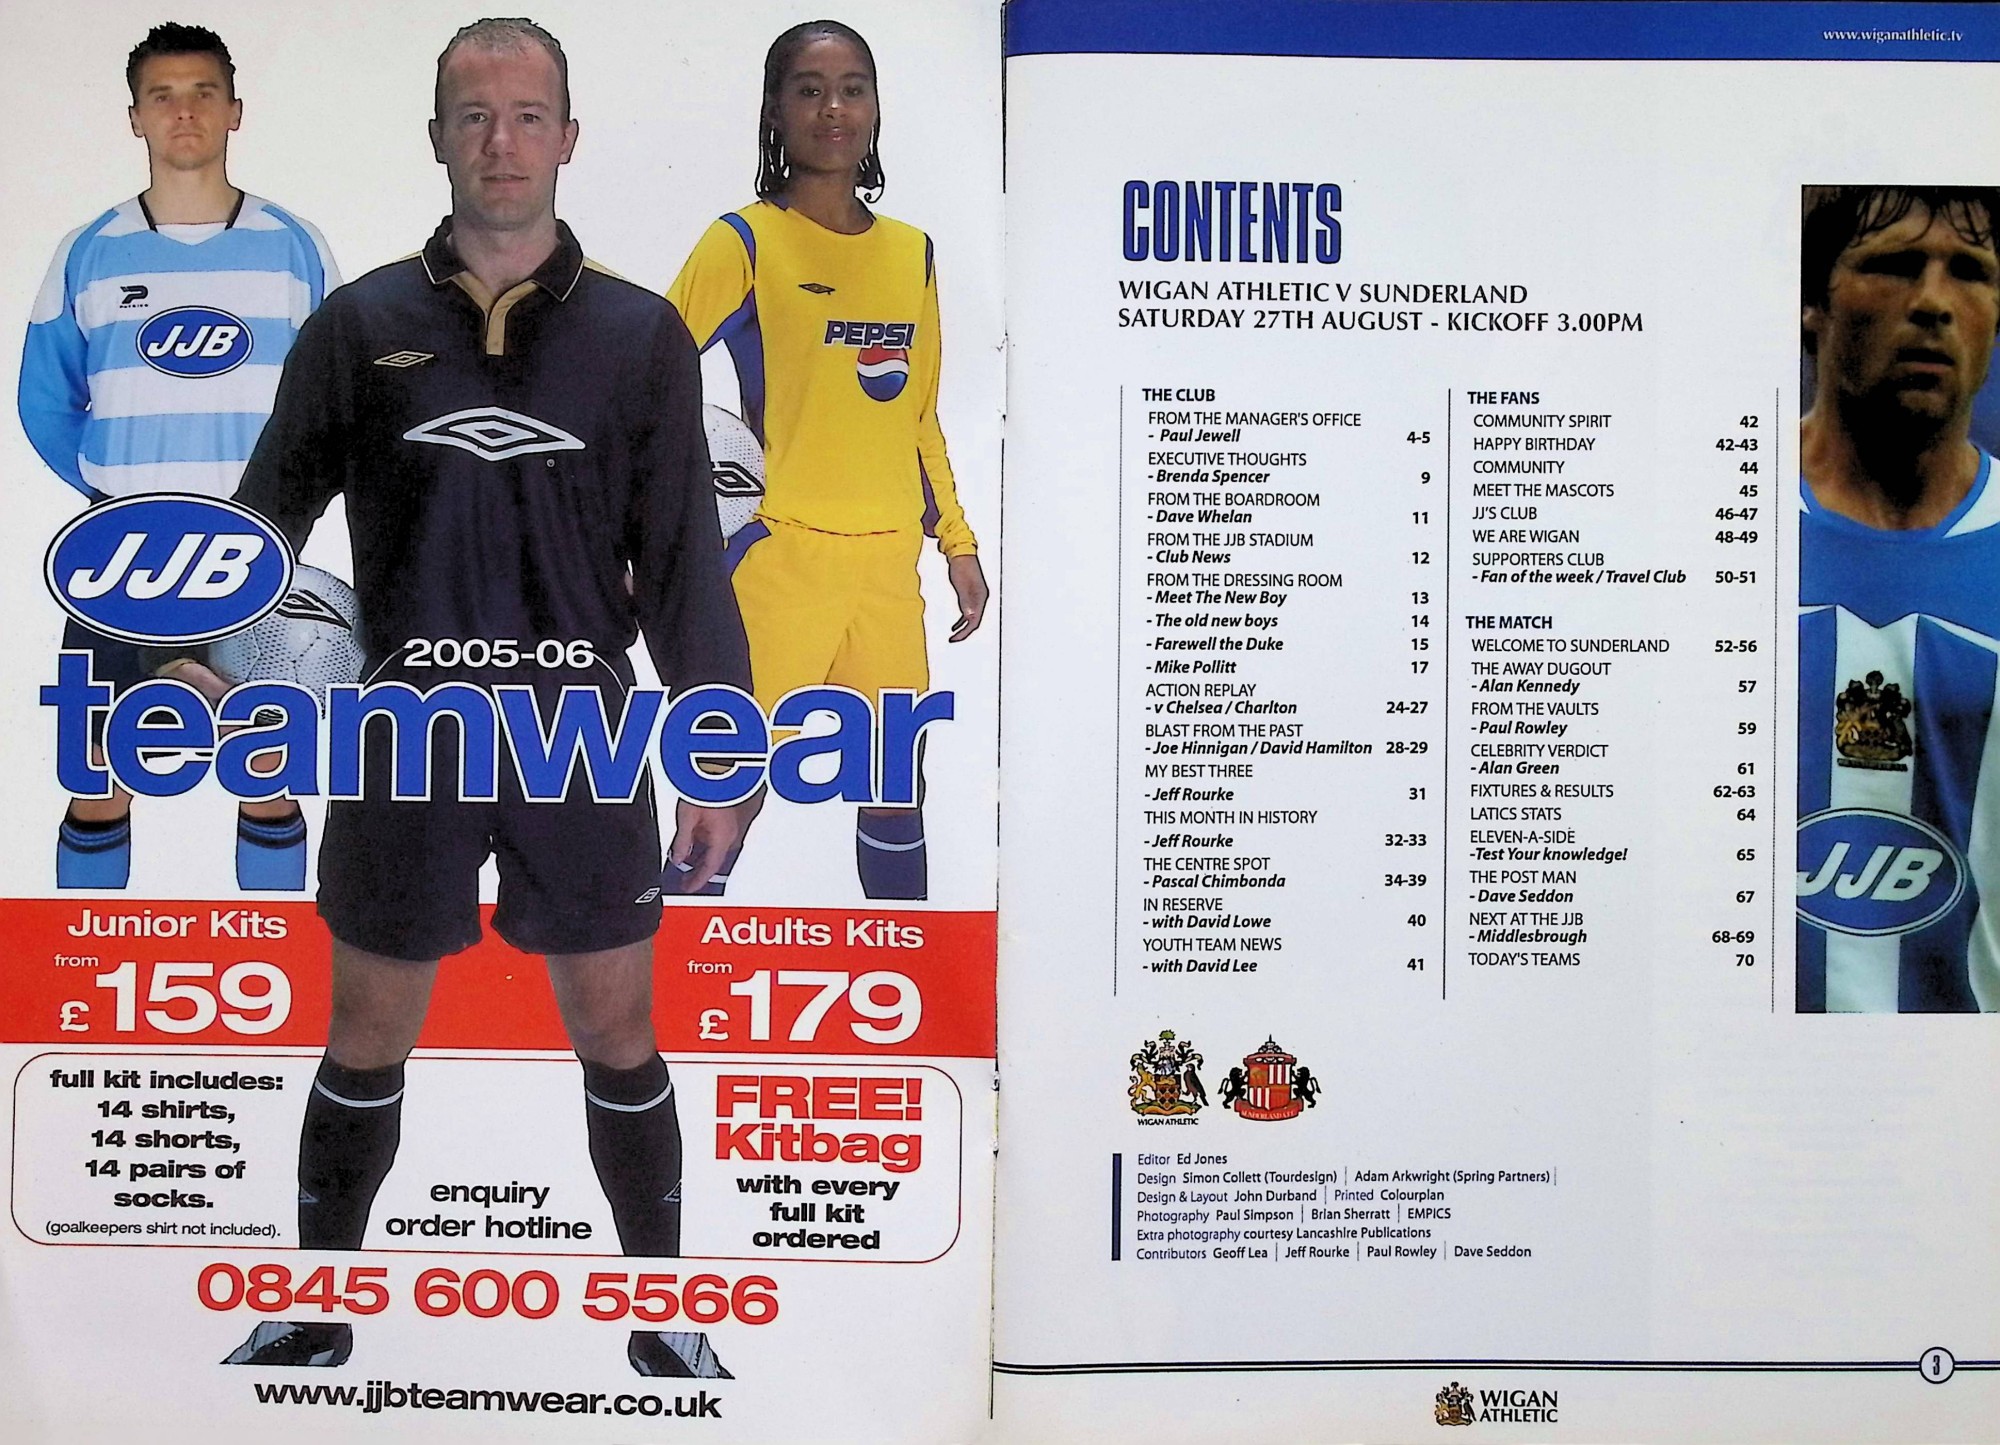 PATRICK
JJB
PEPSI
JJB
2005-06
teamwear
Junior Kits
from
£159
Adults Kits
from
£179
full kit includes:
14 shirts,
14 shorts,
14 pairs of
socks.
(goalkeepers shirt not included).
enquiry
order hotline
FREE!
Kitbag
with every
full kit
ordered
0845 600 5566
www.jjbteamwear.co.uk
www.wiganathletic.tv
CONTENTS
WIGAN ATHLETIC V SUNDERLAND
SATURDAY 27TH AUGUST - KICKOFF 3.00PM
THE CLUB
FROM THE MANAGER'S OFFICE
- Paul Jewell 4-5
EXECUTIVE THOUGHTS
- Brenda Spencer 9
FROM THE BOARDROOM
- Dave Whelan 11
FROM THE JJB STADIUM
- Club News 12
FROM THE DRESSING ROOM
- Meet The New Boy 13
- The old new boys 14
- Farewell the Duke 15
- Mike Pollitt 17
ACTION REPLAY
- v Chelsea / Charlton 24-27
BLAST FROM THE PAST
- Joe Hinnigan / David Hamilton 28-29
MY BEST THREE
- Jeff Rourke 31
THIS MONTH IN HISTORY
- Jeff Rourke 32-33
THE CENTRE SPOT
- Pascal Chimbonda 34-39
IN RESERVE
- with David Lowe 40
YOUTH TEAM NEWS
- with David Lee 41
THE FANS
COMMUNITY SPIRIT 42
HAPPY BIRTHDAY 42-43
COMMUNITY 44
MEET THE MASCOTS 45
JJ'S CLUB 46-47
WE ARE WIGAN 48-49
SUPPORTERS CLUB
- Fan of the week / Travel Club 50-51
THE MATCH
WELCOME TO SUNDERLAND 52-56
THE AWAY DUGOUT
- Alan Kennedy 57
FROM THE VAULTS
- Paul Rowley 59
CELEBRITY VERDICT
- Alan Green 61
FIXTURES & RESULTS 62-63
LATICS STATS 64
ELEVEN-A-SIDE
-Test Your knowledge! 65
THE POST MAN
- Dave Seddon 67
NEXT AT THE JJB
- Middlesbrough 68-69
TODAY'S TEAMS 70
JJB
WIGAN ATHLETIC
SUNDERLAND A.F.C.
Editor Ed Jones
Design Simon Collett (Tourdesign) | Adam Arkwright (Spring Partners) |
Design & Layout John Durband | Printed Colourplan
Photography Paul Simpson | Brian Sherratt | EMPICS
Extra photography courtesy Lancashire Publications
Contributors Geoff Lea | Jeff Rourke | Paul Rowley | Dave Seddon
3
WIGAN
ATHLETIC